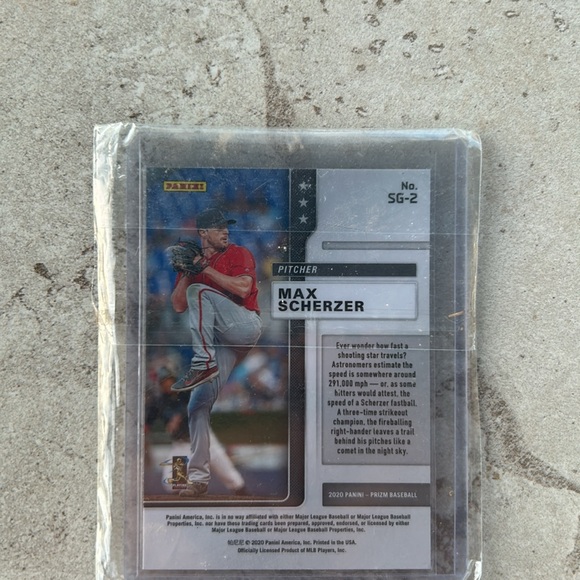 PANINI
No.
SG-2
PITCHER
MAX
SCHERZER
Ever wonder how fast a
shooting star travels?
Astronomers estimate the
speed is somewhere around
291,000 mph — or, as some
hitters would attest, the
speed of a Scherzer fastball.
A three-time strikeout
champion, the fireballing
right-hander leaves a trail
behind his pitches like a
comet in the night sky.
2020 PANINI – PRIZM BASEBALL
Panini America, Inc. is in no way affiliated with either Major League Baseball or Major League Baseball
Properties, Inc. nor have these trading cards been prepared, approved, endorsed, or licensed by either
Major League Baseball or Major League Baseball Properties, Inc.
© 2020 Panini America, Inc. Printed in the USA.
Officially Licensed Product of MLB Players, Inc.